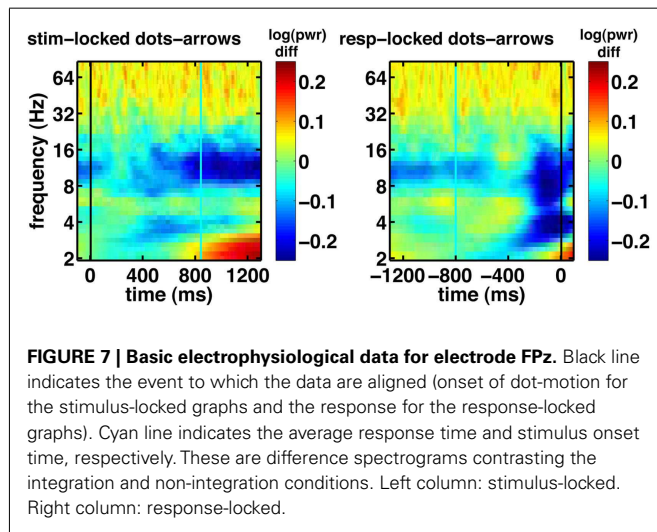 stim–locked dots–arrows
log(pwr)
diff
resp–locked dots–arrows
log(pwr)
diff
frequency (Hz)
64
32
16
8
4
2
0.2
0.1
0
−0.1
−0.2
64
32
16
8
4
2
0.2
0.1
0
−0.1
−0.2
0 400 800 1200
time (ms)
−1200 −800 −400 0
time (ms)
FIGURE 7 | Basic electrophysiological data for electrode FPz. Black line
indicates the event to which the data are aligned (onset of dot-motion for
the stimulus-locked graphs and the response for the response-locked
graphs). Cyan line indicates the average response time and stimulus onset
time, respectively. These are difference spectrograms contrasting the
integration and non-integration conditions. Left column: stimulus-locked.
Right column: response-locked.